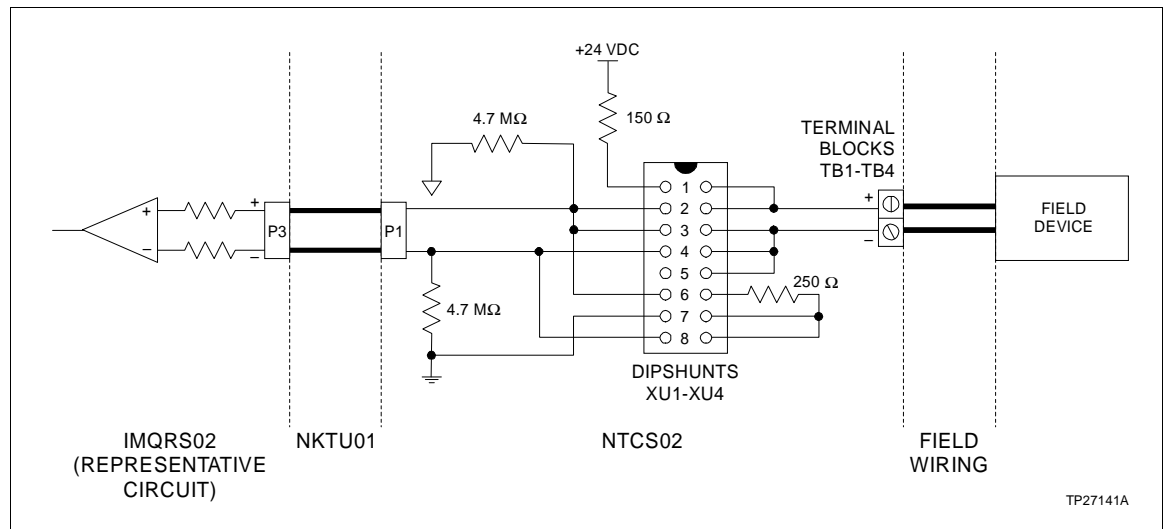 +24 VDC
150 Ω
4.7 MΩ
TERMINAL
BLOCKS
TB1-TB4
+
−
P3
+
−
P1
1
2
3
4
5
6
7
8
+
−
FIELD
DEVICE
250 Ω
4.7 MΩ
DIPSHUNTS
XU1-XU4
IMQRS02
(REPRESENTATIVE
CIRCUIT)
NKTU01
NTCS02
FIELD
WIRING
TP27141A